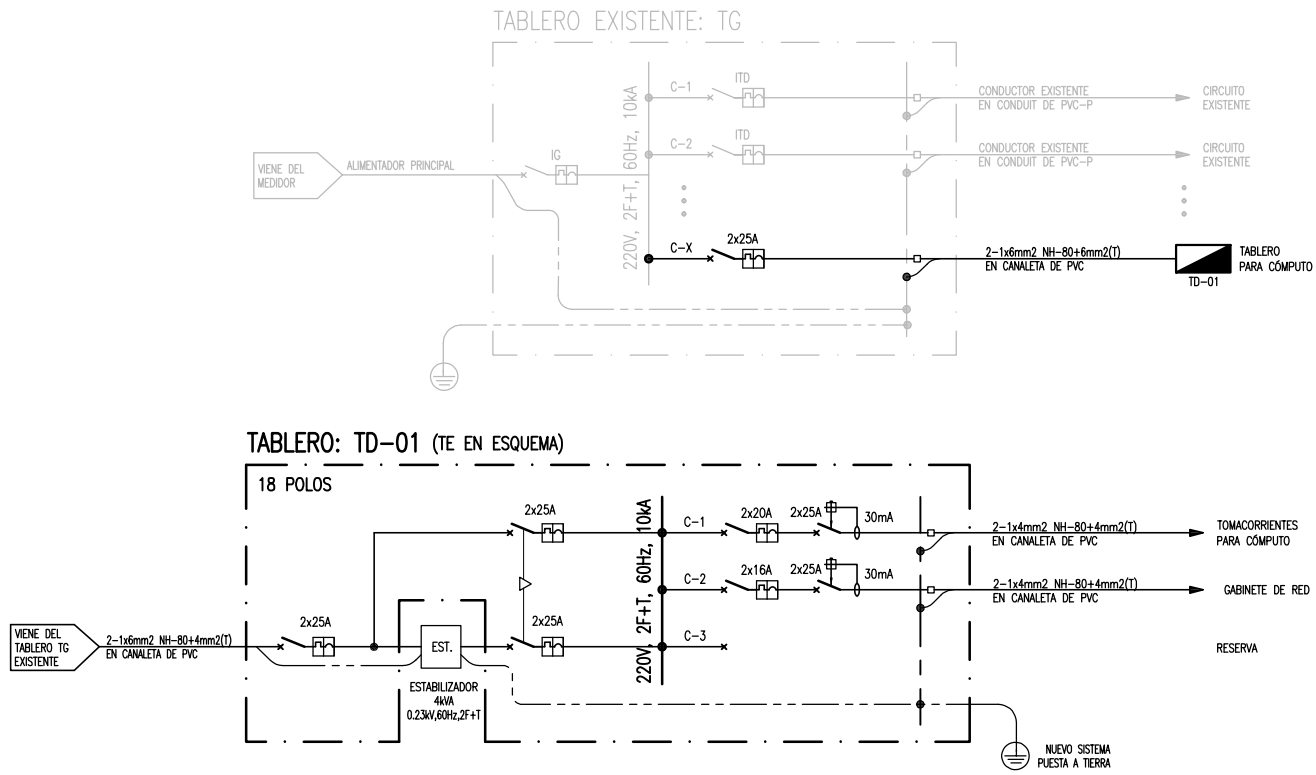 TABLERO EXISTENTE: TG
220V, 2F+T, 60Hz, 10kA
C-1
ITD
CONDUCTOR EXISTENTE
EN CONDUIT DE PVC-P
CIRCUITO
EXISTENTE
C-2
ITD
CONDUCTOR EXISTENTE
EN CONDUIT DE PVC-P
CIRCUITO
EXISTENTE
VIENE DEL
MEDIDOR
ALIMENTADOR PRINCIPAL
IG
C-X
2x25A
2-1x6mm2 NH-80+6mm2(T)
EN CANALETA DE PVC
TD-01
TABLERO
PARA CÓMPUTO
TABLERO: TD-01 (TE EN ESQUEMA)
18 POLOS
2x25A
220V, 2F+T, 60Hz, 10kA
C-1
2x20A
2x25A
30mA
2-1x4mm2 NH-80+4mm2(T)
EN CANALETA DE PVC
TOMACORRIENTES
PARA CÓMPUTO
C-2
2x16A
2x25A
30mA
2-1x4mm2 NH-80+4mm2(T)
EN CANALETA DE PVC
GABINETE DE RED
VIENE DEL
TABLERO TG
EXISTENTE
2-1x6mm2 NH-80+4mm2(T)
EN CANALETA DE PVC
2x25A
EST.
2x25A
C-3
RESERVA
ESTABILIZADOR
4kVA
0.23kV,60Hz,2F+T
NUEVO SISTEMA
PUESTA A TIERRA